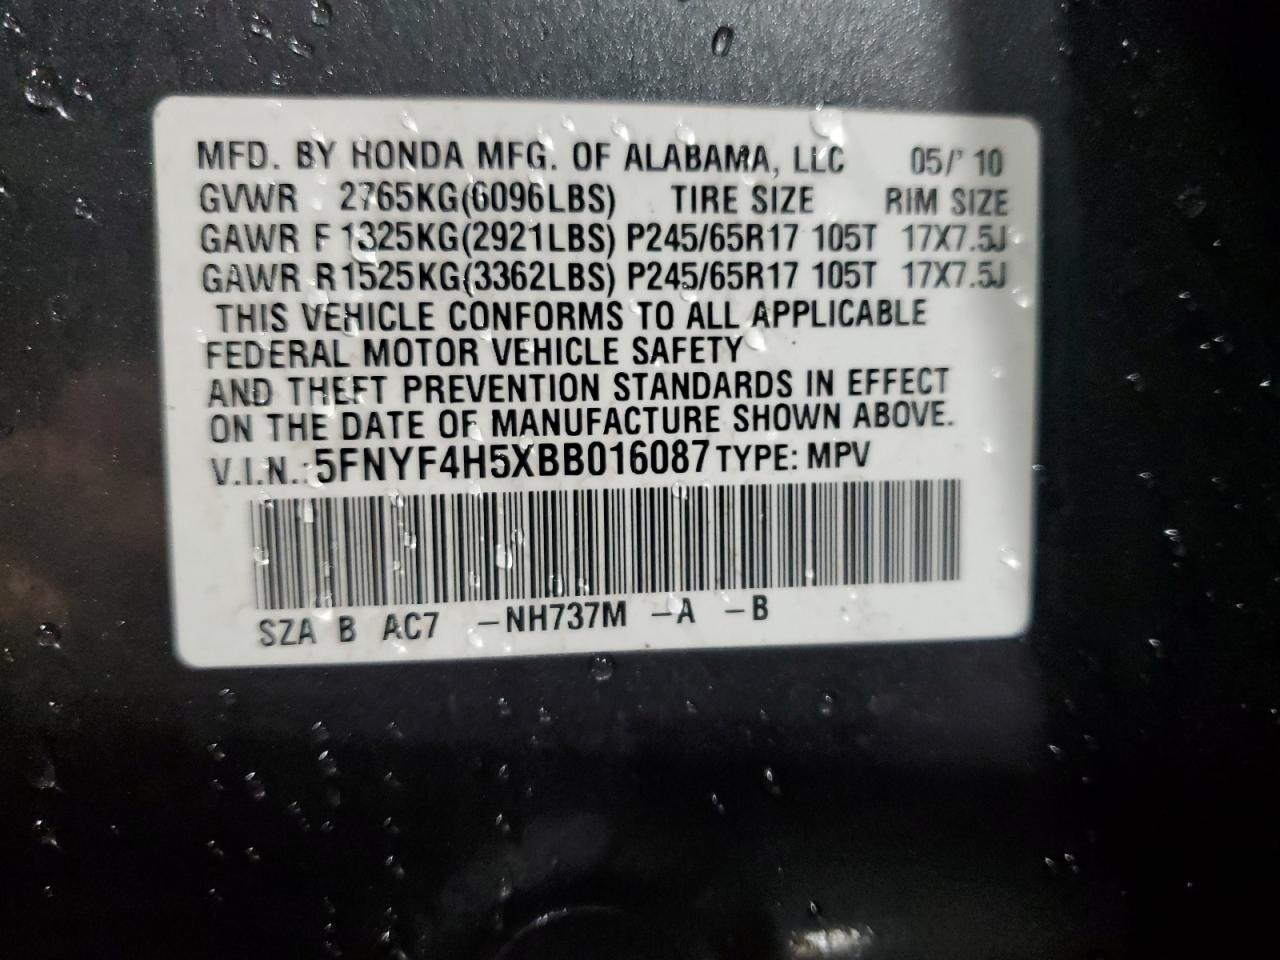 MFD. BY HONDA MFG. OF ALABAMA, LLC 05/' 10
GVWR 2765KG(6096LBS) TIRE SIZE RIM SIZE
GAWR F 1325KG(2921LBS) P245/65R17 105T 17X7.5J
GAWR R1525KG(3362LBS) P245/65R17 105T 17X7.5J
THIS VEHICLE CONFORMS TO ALL APPLICABLE
FEDERAL MOTOR VEHICLE SAFETY
AND THEFT PREVENTION STANDARDS IN EFFECT
ON THE DATE OF MANUFACTURE SHOWN ABOVE.
V.I.N.: 5FNYF4H5XBB016087 TYPE: MPV
SZA B AC7 -NH737M -A -B